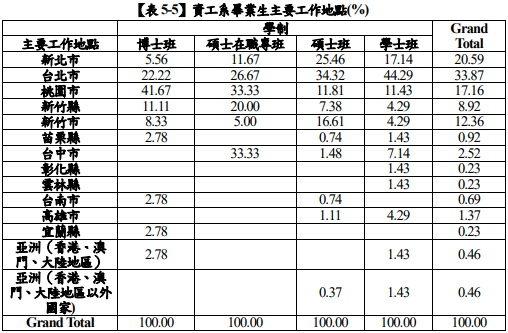 【表 5-5】資工系畢業生主要工作地點(%)
學制
主要工作地點 博士班 碩士在職專班 碩士班 學士班 Grand Total
新北市 5.56 11.67 25.46 17.14 20.59
台北市 22.22 26.67 34.32 44.29 33.87
桃園市 41.67 33.33 11.81 11.43 17.16
新竹縣 11.11 20.00 7.38 4.29 8.92
新竹市 8.33 5.00 16.61 4.29 12.36
苗栗縣 2.78 0.74 1.43 0.92
台中市 33.33 1.48 7.14 2.52
彰化縣 1.43 0.23
雲林縣 1.43 0.23
台南市 2.78 0.74 0.69
高雄市 1.11 4.29 1.37
宜蘭縣 2.78 0.23
亞洲（香港、澳
門、大陸地區） 2.78 1.43 0.46
亞洲（香港、澳
門、大陸地區以外 0.37 1.43 0.46
國家)
Grand Total 100.00 100.00 100.00 100.00 100.00